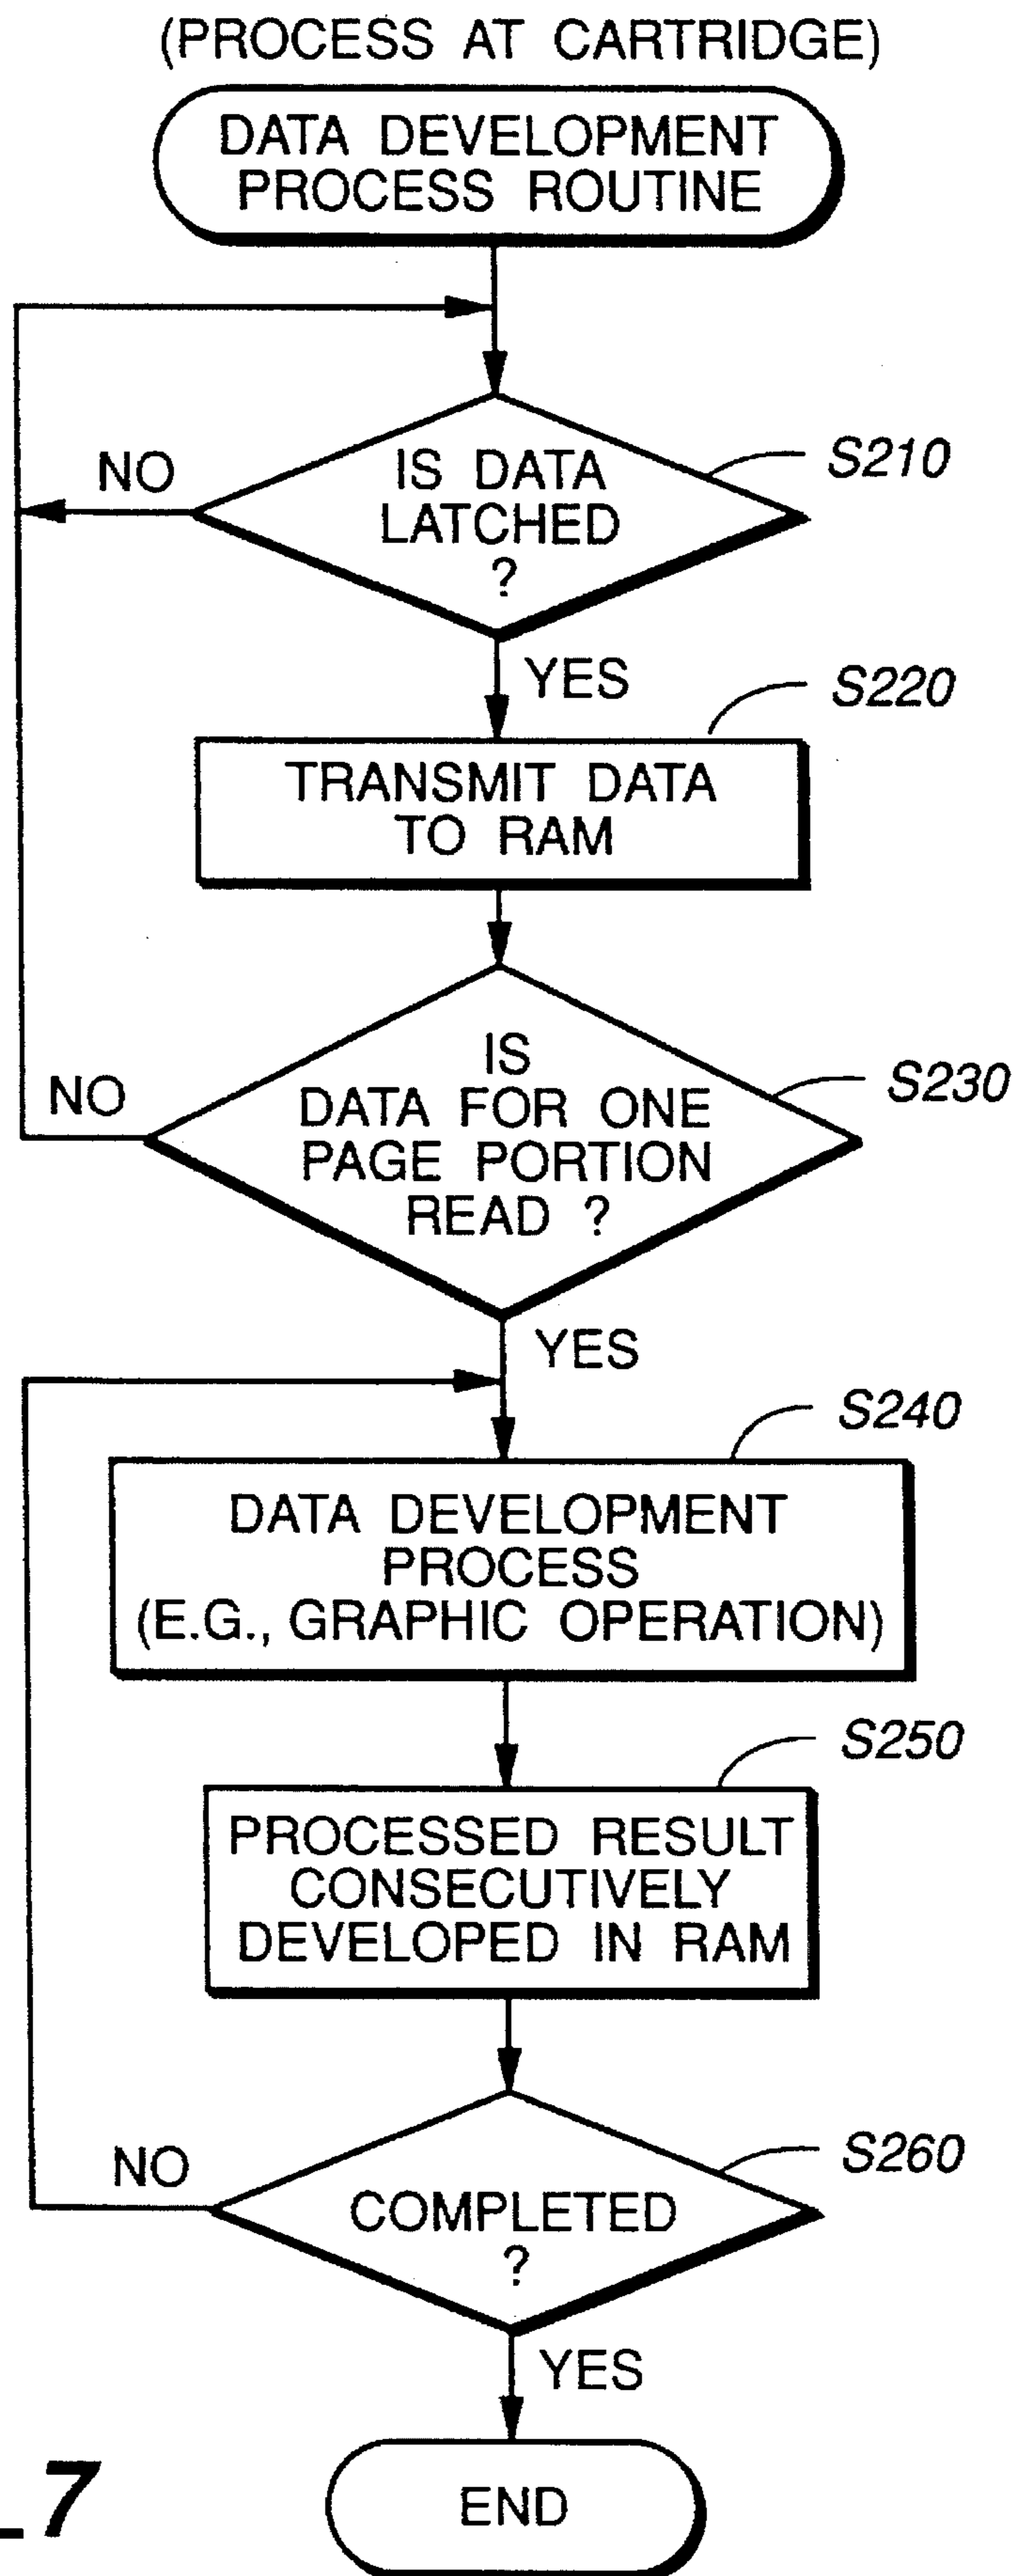 (PROCESS AT CARTRIDGE)
DATA DEVELOPMENT
PROCESS ROUTINE
IS DATA
LATCHED
?
NO
S210
YES
S220
TRANSMIT DATA
TO RAM
IS
DATA FOR ONE
PAGE PORTION
READ ?
NO
S230
YES
S240
DATA DEVELOPMENT
PROCESS
(E.G., GRAPHIC OPERATION)
S250
PROCESSED RESULT
CONSECUTIVELY
DEVELOPED IN RAM
NO
S260
COMPLETED
?
YES
END
7